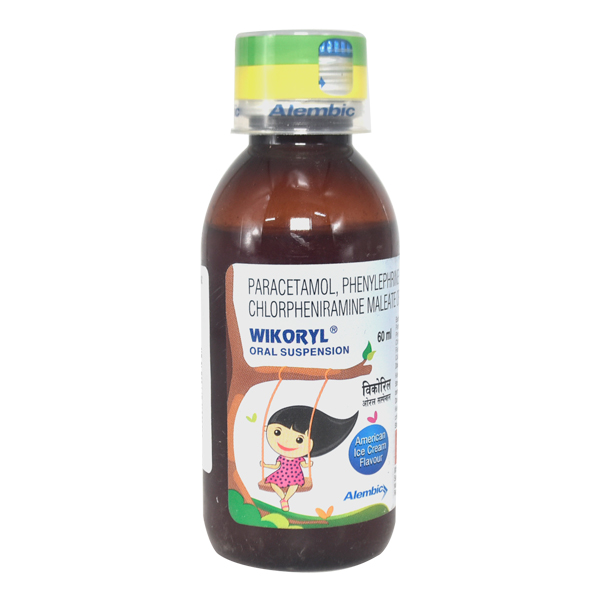 Alembic
PARACETAMOL, PHENYLEPHRINE
CHLORPHENIRAMINE MALEATE
WIKORYL®
ORAL SUSPENSION
60 ml
विकोरिल
ओरल सस्पेंशन
American
Ice Cream
Flavour
Alembic